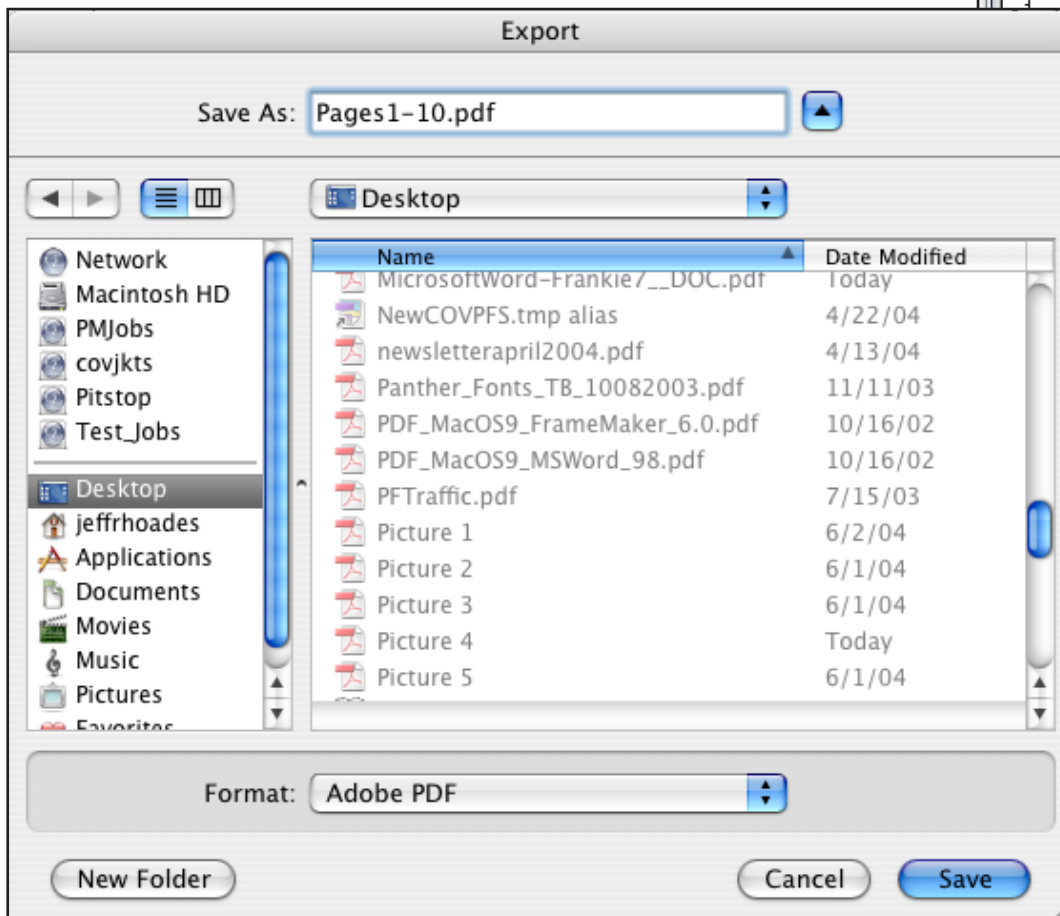 Export
Save As: Pages1-10.pdf
Desktop
Network
Macintosh HD
PMJobs
covjkts
Pitstop
Test_Jobs
Desktop
jeffrhoades
Applications
Documents
Movies
Music
Pictures
Favorites
Name Date Modified
MicrosoftWord-Frankie7__DOC.pdf Today
NewCOVPFS.tmp alias 4/22/04
newsletterapril2004.pdf 4/13/04
Panther_Fonts_TB_10082003.pdf 11/11/03
PDF_MacOS9_FrameMaker_6.0.pdf 10/16/02
PDF_MacOS9_MSWord_98.pdf 10/16/02
PFTraffic.pdf 7/15/03
Picture 1 6/2/04
Picture 2 6/1/04
Picture 3 6/1/04
Picture 4 Today
Picture 5 6/1/04
Format: Adobe PDF
New Folder Cancel Save